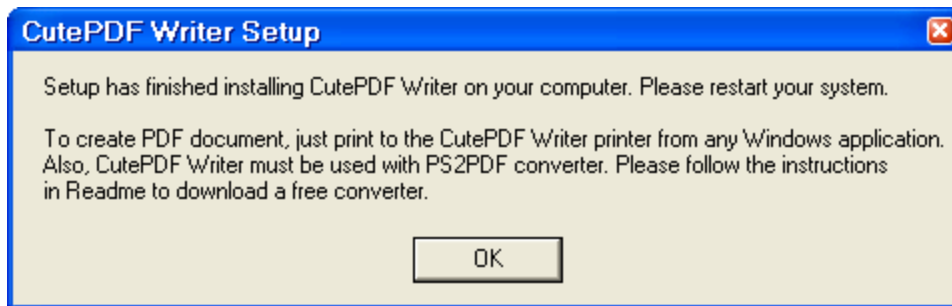 CutePDF Writer Setup
Setup has finished installing CutePDF Writer on your computer. Please restart your system.
To create PDF document, just print to the CutePDF Writer printer from any Windows application.
Also, CutePDF Writer must be used with PS2PDF converter. Please follow the instructions
in Readme to download a free converter.
OK